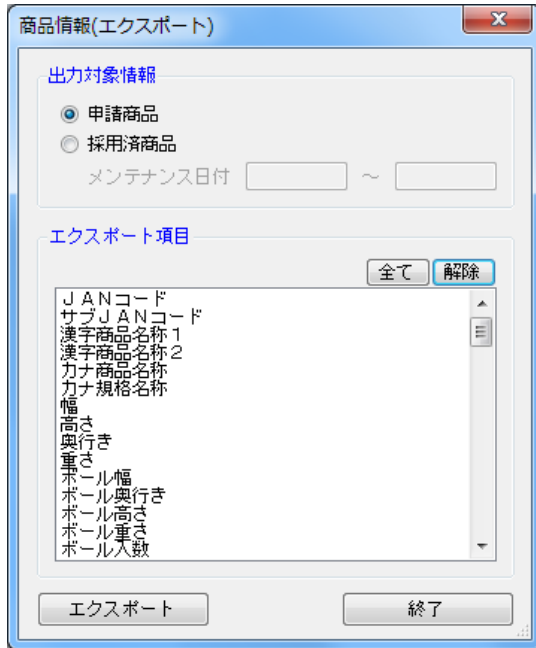 商品情報(エクスポート)
出力対象情報
申請商品
採用済商品
メンテナンス日付 ～
エクスポート項目
全て 解除
ＪＡＮコード
サブＪＡＮコード
漢字商品名称１
漢字商品名称２
カナ商品名称
カナ規格名称
幅
高さ
奥行き
重さ
ボール幅
ボール奥行き
ボール高さ
ボール重さ
ボール入数
エクスポート 終了